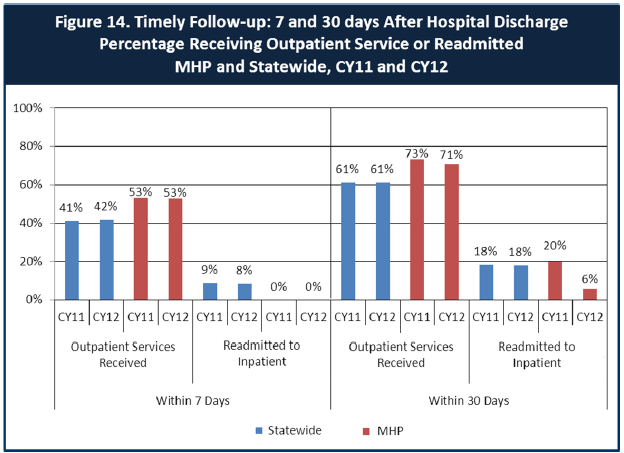 Figure 14. Timely Follow-up: 7 and 30 days After Hospital Discharge
Percentage Receiving Outpatient Service or Readmitted
MHP and Statewide, CY11 and CY12
100%
80%
60%
40%
20%
0%
41%
42%
53%
53%
9%
8%
0%
0%
61%
61%
73%
71%
18%
18%
20%
6%
CY11 CY12 CY11 CY12 CY11 CY12 CY11 CY12 CY11 CY12 CY11 CY12 CY11 CY12 CY11 CY12
Outpatient Services
Received
Readmitted to
Inpatient
Outpatient Services
Received
Readmitted to
Inpatient
Within 7 Days
Within 30 Days
Statewide
MHP